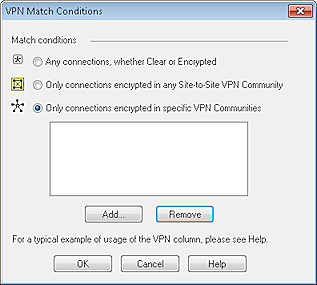 VPN Match Conditions
Match conditions
Any connections, whether Clear or Encrypted
Only connections encrypted in any Site-to-Site VPN Community
Only connections encrypted in specific VPN Communities
Add... Remove
For a typical example of usage of the VPN column, please see Help.
OK Cancel Help